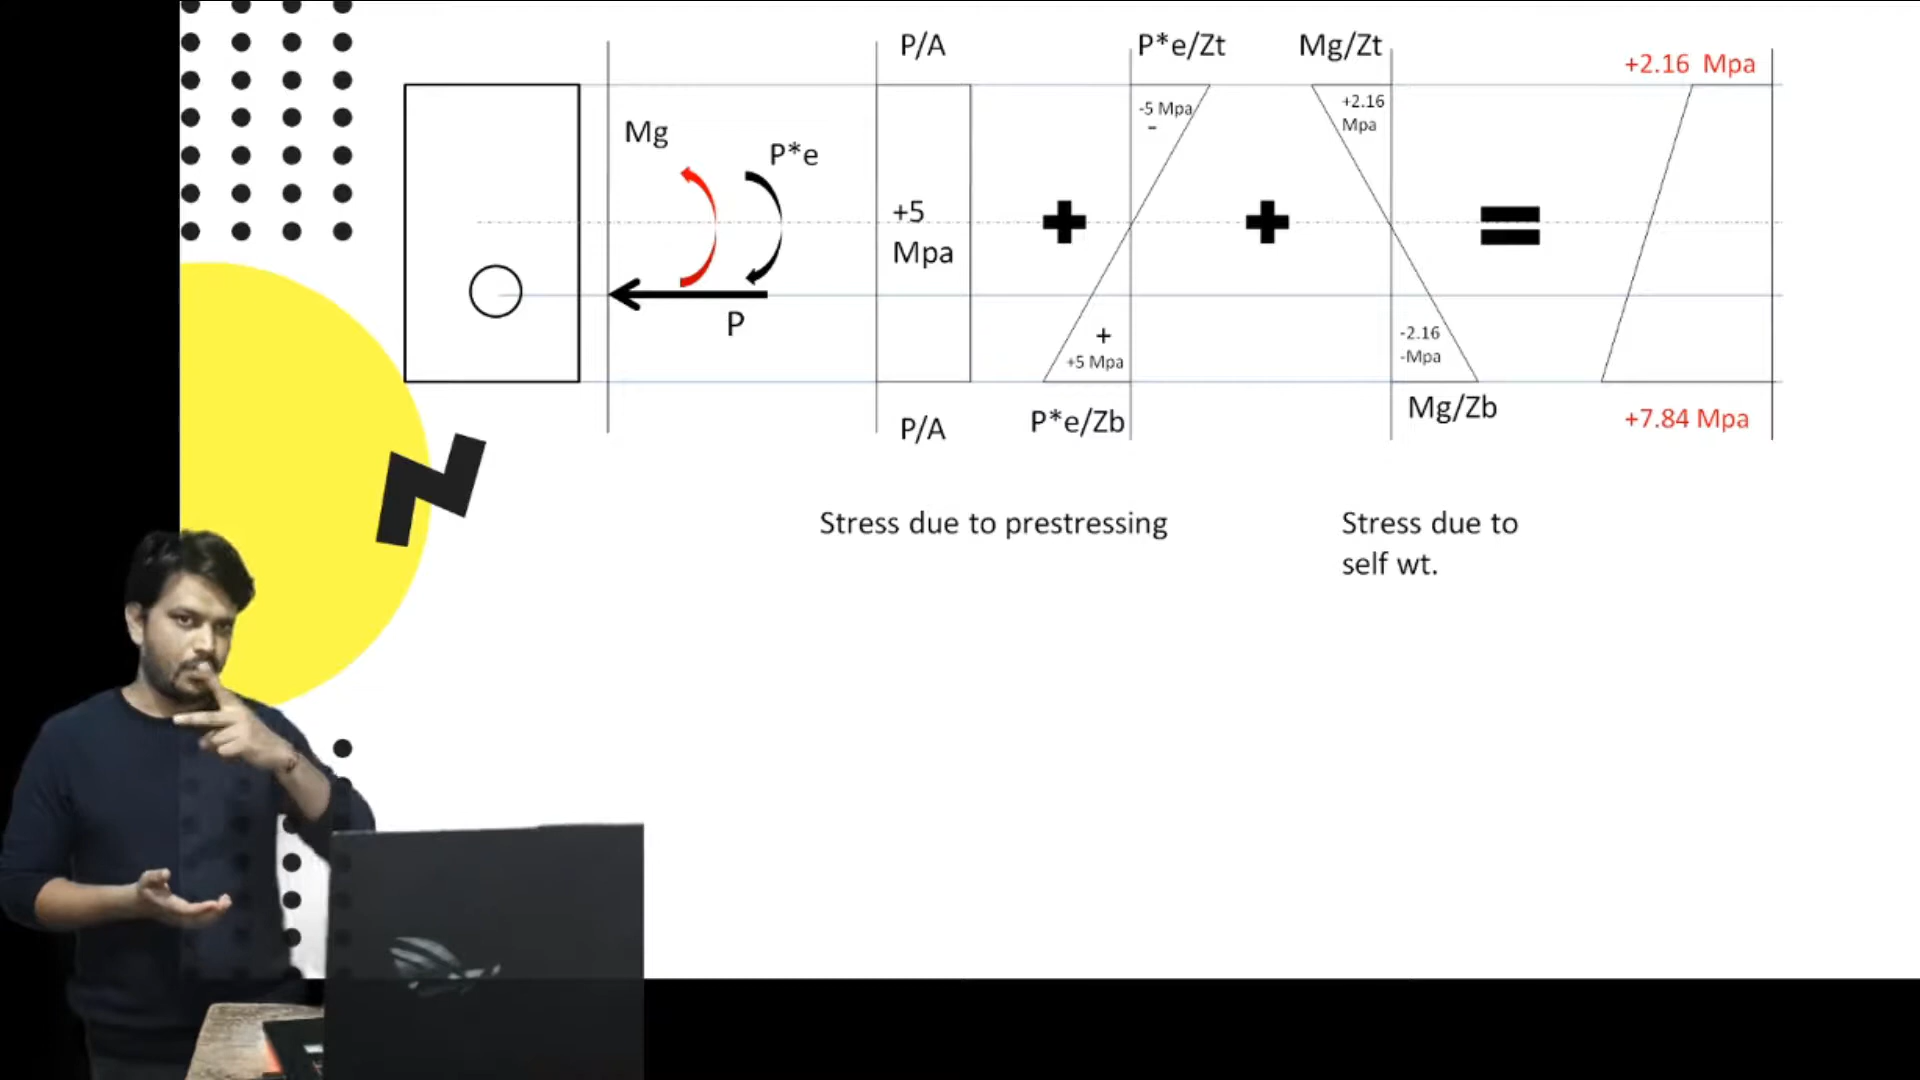 P/A
P*e/Zt
Mg/Zt
+2.16 Mpa
-5 Mpa
-
+2.16
Mpa
Mg
P*e
+5
Mpa
+
+
=
P
+
+5 Mpa
-2.16
-Mpa
P/A
P*e/Zb
Mg/Zb
+7.84 Mpa
Stress due to prestressing
Stress due to
self wt.